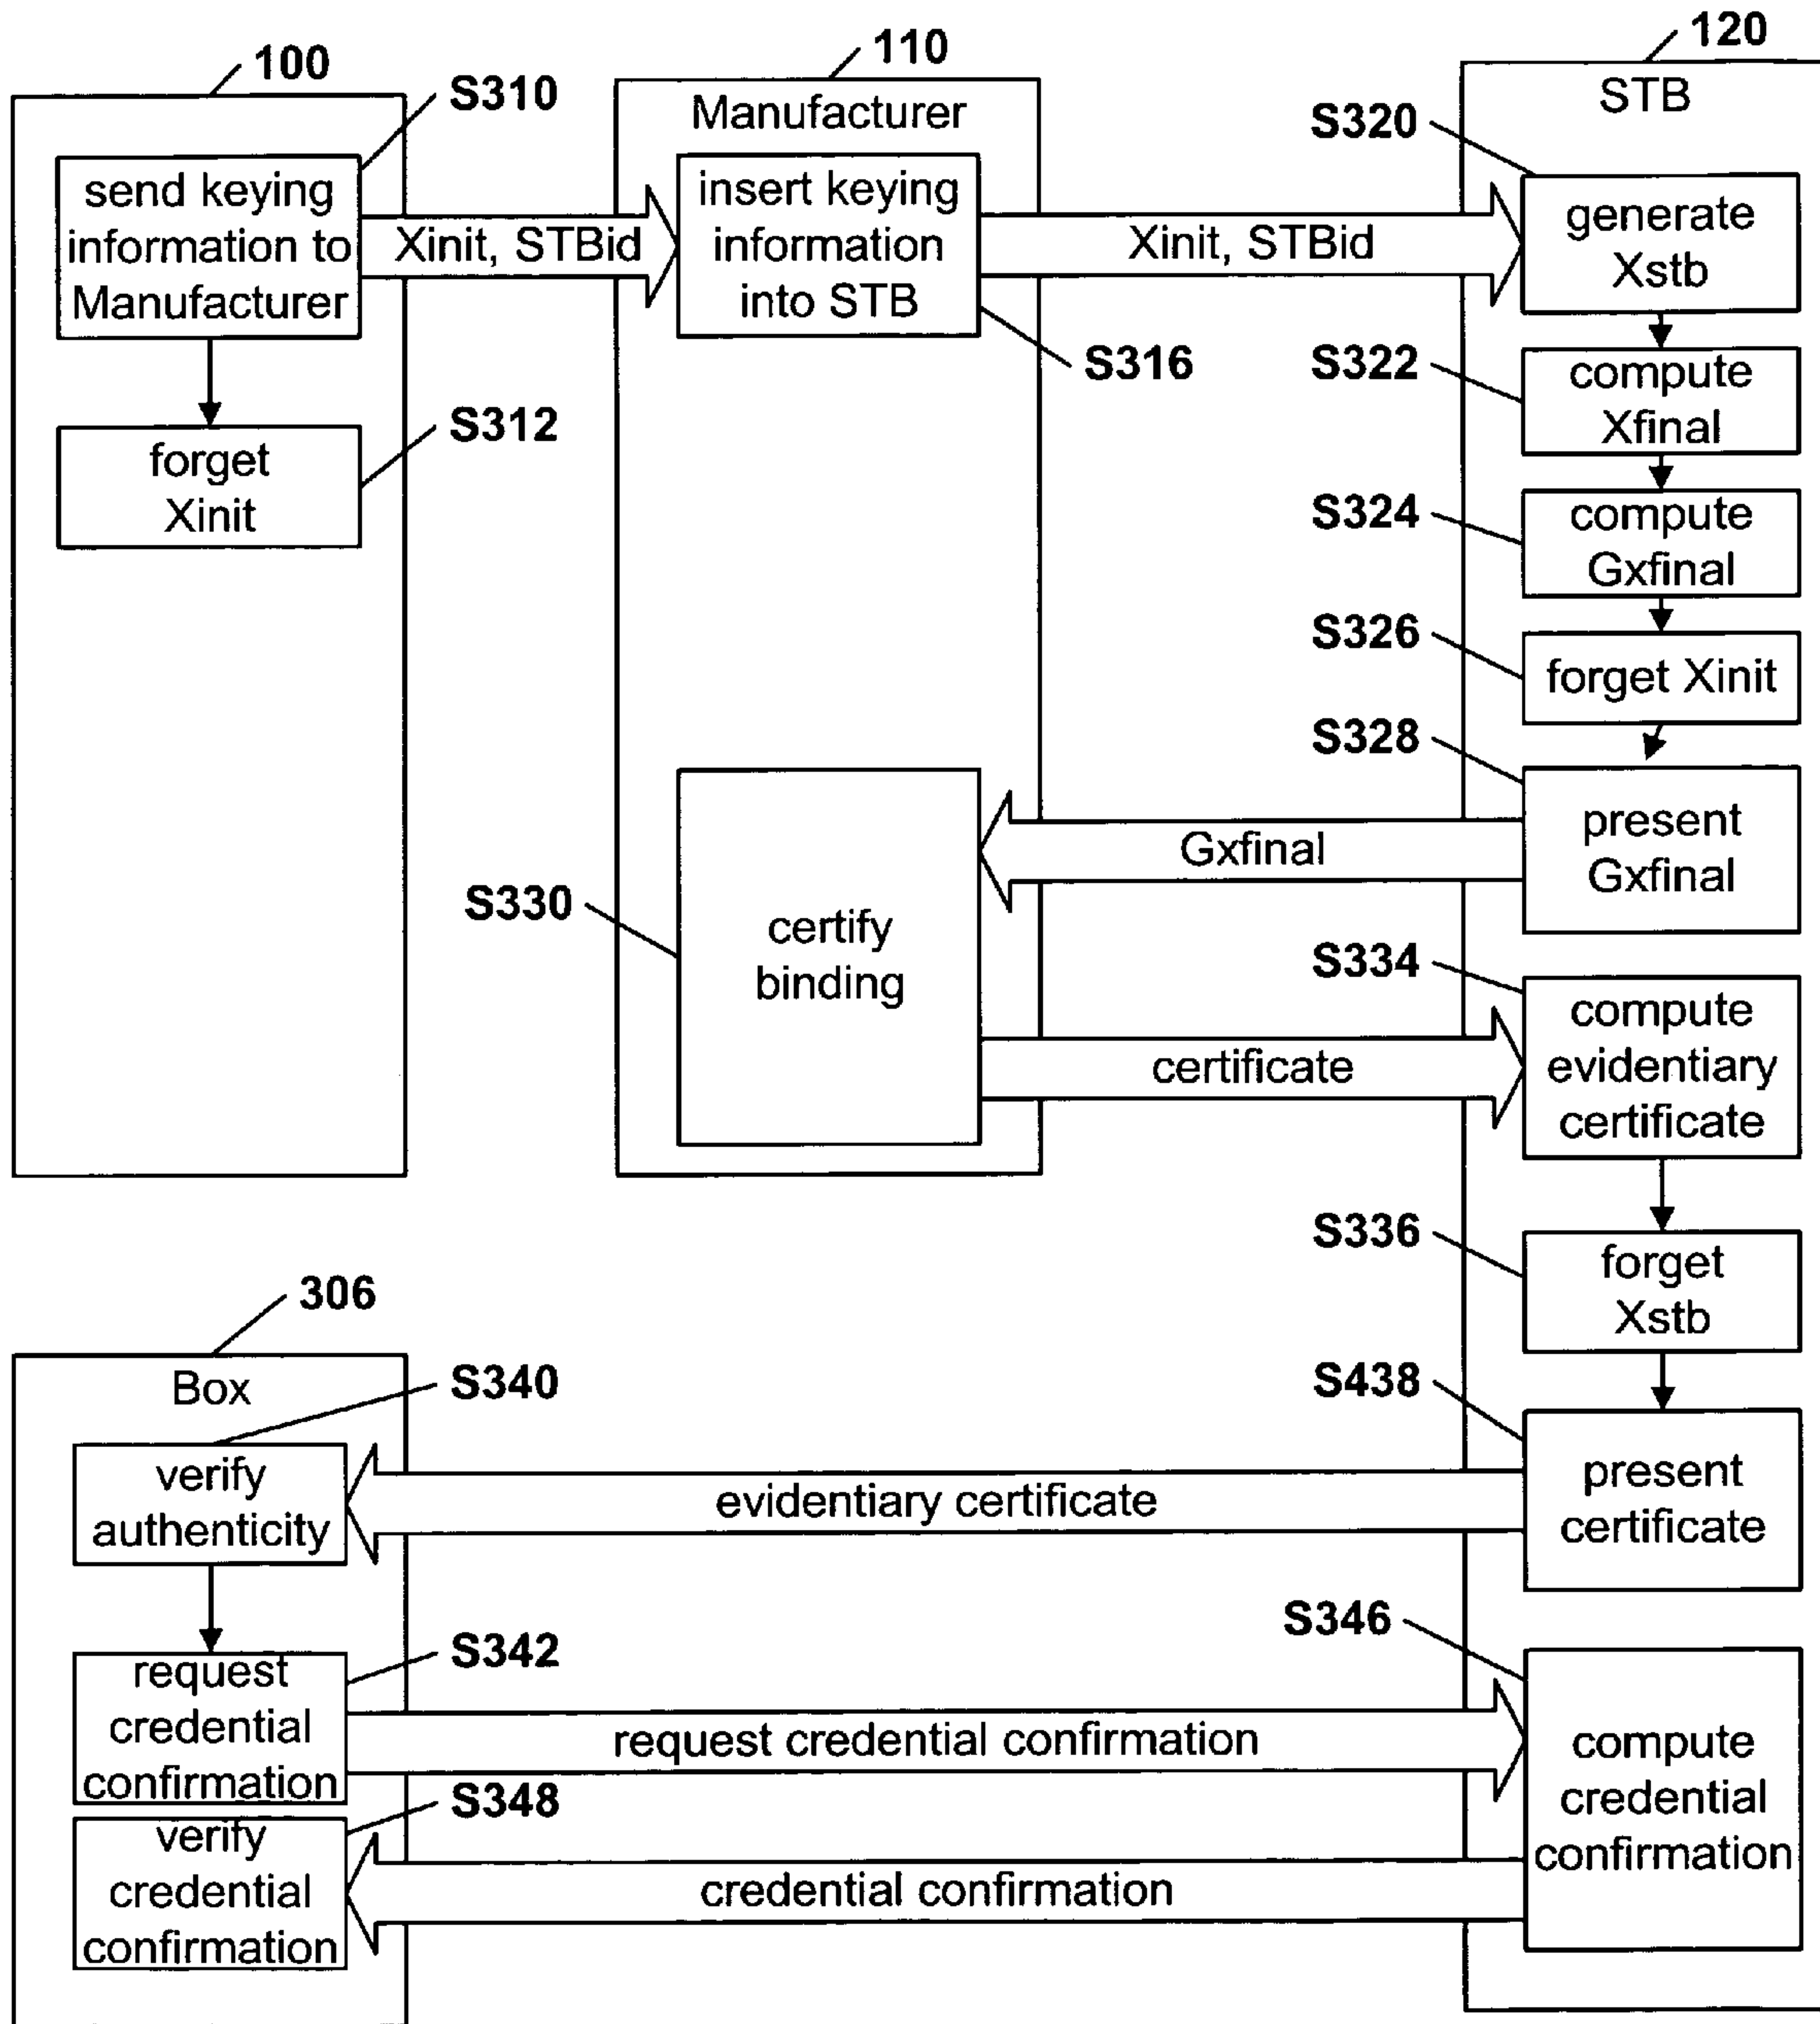 100
S310
send keying
information to
Manufacturer
Xinit, STBid
S312
forget
Xinit
110
Manufacturer
insert keying
information
into STB
S316
Xinit, STBid
120
STB
S320
generate
Xstb
S322
compute
Xfinal
S324
compute
Gxfinal
S326
forget Xinit
S328
present
Gxfinal
Gxfinal
S330
certify
binding
certificate
S334
compute
evidentiary
certificate
S336
forget
Xstb
S438
present
certificate
306
Box
S340
verify
authenticity
evidentiary certificate
S342
request
credential
confirmation
request credential confirmation
S346
compute
credential
confirmation
S348
verify
credential
confirmation
credential confirmation